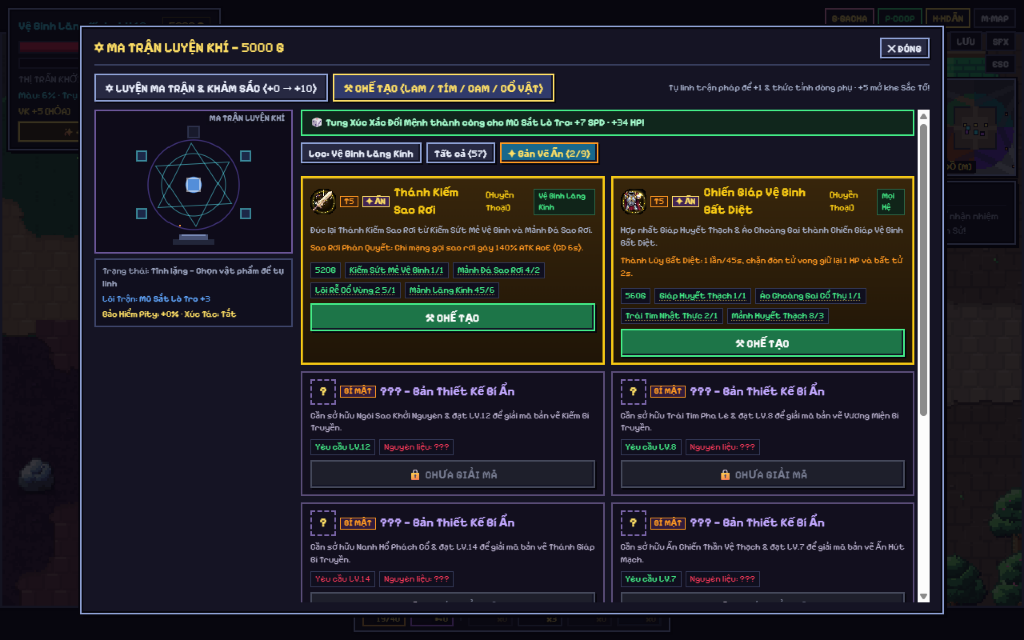 ✡ MA TRẬN LUYỆN KHÍ - 5000 G
X ĐÓNG
✡ LUYỆN MA TRẬN & KHẢM SÁO (+0 → +10)
⚒ CHẾ TẠO (LAM / TÍM / CAM / CỔ VẬT)
Tụ linh trận pháp để +1 & thức tỉnh dòng phụ · +5 mở khe Sắc Tố!
MA TRẬN LUYỆN KHÍ
Trạng thái: Tĩnh lặng - Chọn vật phẩm để tụ linh
Lõi Trận: Mũ Sắt Lò Tro +3
Bảo Hiểm Pity: +0% · Xúc Tác: Tắt
🎲 Tung Xúc Xắc Đổi Mệnh thành công cho Mũ Sắt Lò Tro: +7 SPD · +34 HP!
Lọc: Vệ Binh Lăng Kính
Tất cả (57)
✦ Bản Vẽ Ẩn (2/9)
T5
✦ ẨN
Thánh Kiếm Sao Rơi
(Huyền Thoại)
Vệ Binh Lăng Kính
Đúc lại Thánh Kiếm Sao Rơi từ Kiếm Sứt Mẻ Vệ Binh và Mảnh Đá Sao Rơi.
Sao Rơi Phán Quyết: Chí mạng gọi sao rơi gây 140% ATK AoE (CD 6s).
520G
Kiếm Sứt Mẻ Vệ Binh 1/1
Mảnh Đá Sao Rơi 4/2
Lõi Rễ Cổ Vùng 2 5/1
Mảnh Lăng Kính 45/6
⚒ CHẾ TẠO
T5
✦ ẨN
Chiến Giáp Vệ Binh Bất Diệt
(Huyền Thoại)
Mọi Hệ
Hợp nhất Giáp Huyết Thạch & Áo Choàng Gai thành Chiến Giáp Vệ Binh Bất Diệt.
Thành Lũy Bất Diệt: 1 lần/45s, chặn đòn tử vong giữ lại 1 HP và bất tử 2s.
560G
Giáp Huyết Thạch 1/1
Áo Choàng Gai Cổ Thụ 1/1
Trái Tim Nhật Thực 2/1
Mảnh Huyết Thạch 8/3
⚒ CHẾ TẠO
?
BÍ MẬT
??? - Bản Thiết Kế Bí Ẩn
Cần sở hữu Ngôi Sao Khởi Nguyên & đạt LV.12 để giải mã bản vẽ Kiếm Bí Truyền.
Yêu cầu LV.12
Nguyên liệu: ???
🔒 CHƯA GIẢI MÃ
?
BÍ MẬT
??? - Bản Thiết Kế Bí Ẩn
Cần sở hữu Trái Tim Pha Lê & đạt LV.8 để giải mã bản vẽ Vương Miện Bí Truyền.
Yêu cầu LV.8
Nguyên liệu: ???
🔒 CHƯA GIẢI MÃ
?
BÍ MẬT
??? - Bản Thiết Kế Bí Ẩn
Cần sở hữu Nanh Hổ Phách Cổ & đạt LV.14 để giải mã bản vẽ Thánh Giáp Bí Truyền.
Yêu cầu LV.14
Nguyên liệu: ???
?
BÍ MẬT
??? - Bản Thiết Kế Bí Ẩn
Cần sở hữu Ấn Chiến Thần Vệ Thạch & đạt LV.7 để giải mã bản vẽ Ấn Hút Mạch.
Yêu cầu LV.7
Nguyên liệu: ???
M·MAP
LƯU
SFX
ESC